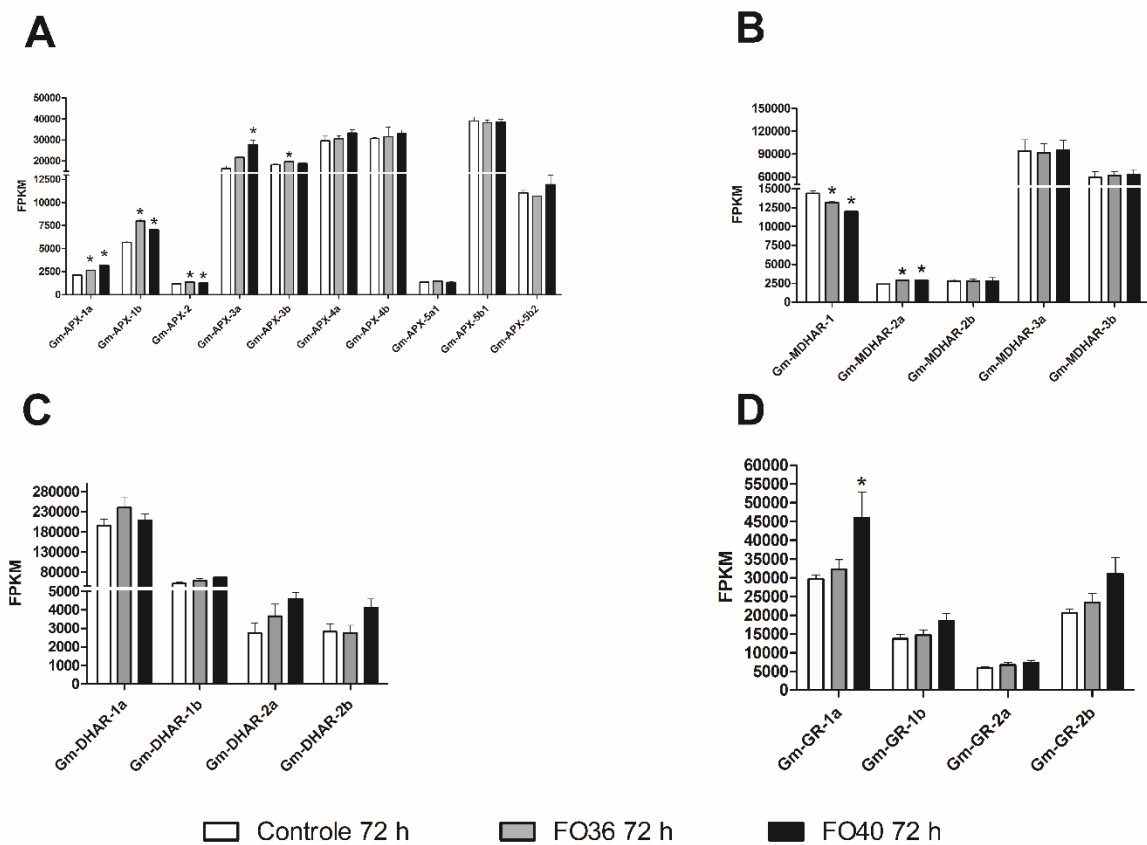 A
FPKM
50000
40000
30000
20000
12500
10000
7500
5000
2500
0
* * * * * * * *
Gm-APX-1a
Gm-APX-1b
Gm-APX-2
Gm-APX-3a
Gm-APX-3b
Gm-APX-4a
Gm-APX-4b
Gm-APX-5a1
Gm-APX-5b1
Gm-APX-5b2
B
FPKM
150000
120000
90000
60000
15000
12500
10000
7500
5000
2500
0
* * * *
Gm-MDHAR-1
Gm-MDHAR-2a
Gm-MDHAR-2b
Gm-MDHAR-3a
Gm-MDHAR-3b
C
FPKM
280000
230000
180000
130000
80000
5000
4000
3000
2000
1000
0
Gm-DHAR-1a
Gm-DHAR-1b
Gm-DHAR-2a
Gm-DHAR-2b
D
FPKM
60000
55000
50000
45000
40000
35000
30000
25000
20000
15000
10000
5000
0
*
Gm-GR-1a
Gm-GR-1b
Gm-GR-2a
Gm-GR-2b
Controle 72 h FO36 72 h FO40 72 h